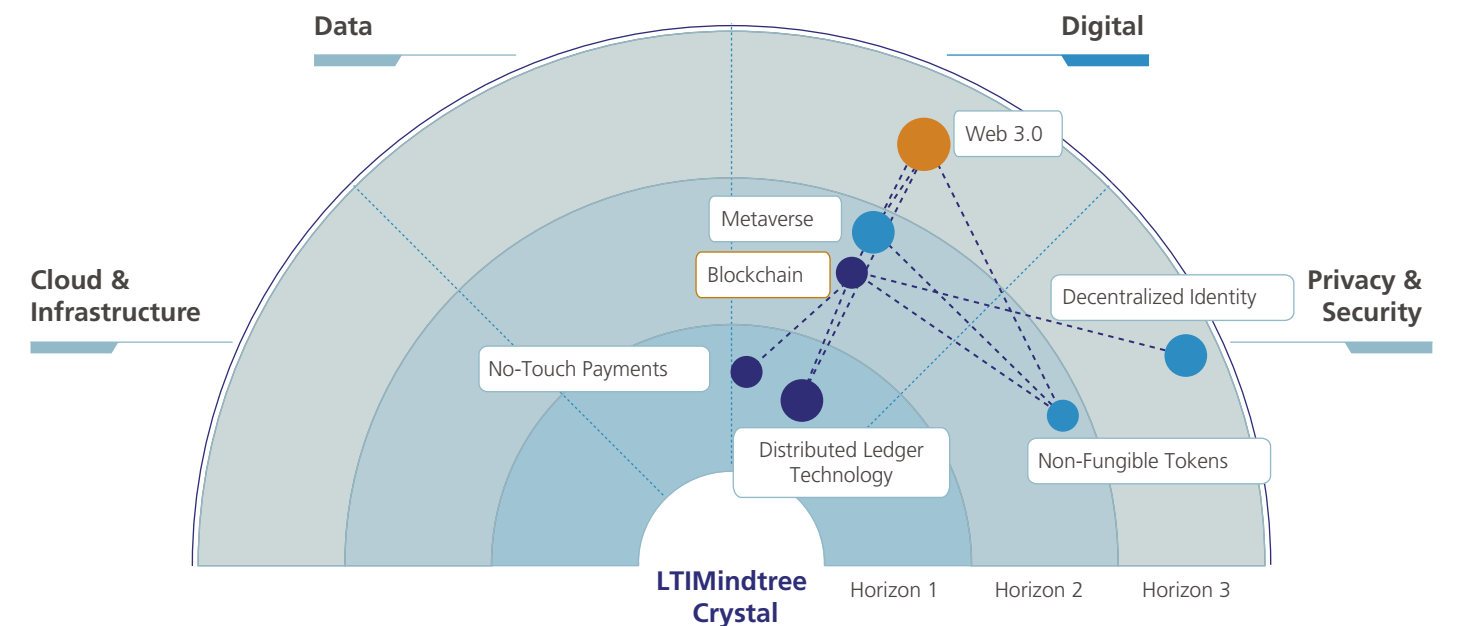 Data
Digital
Web 3.0
Metaverse
Blockchain
Cloud &
Infrastructure
Decentralized Identity
Privacy &
Security
No-Touch Payments
Distributed Ledger
Technology
Non-Fungible Tokens
LTIMindtree
Crystal
Horizon 1
Horizon 2
Horizon 3